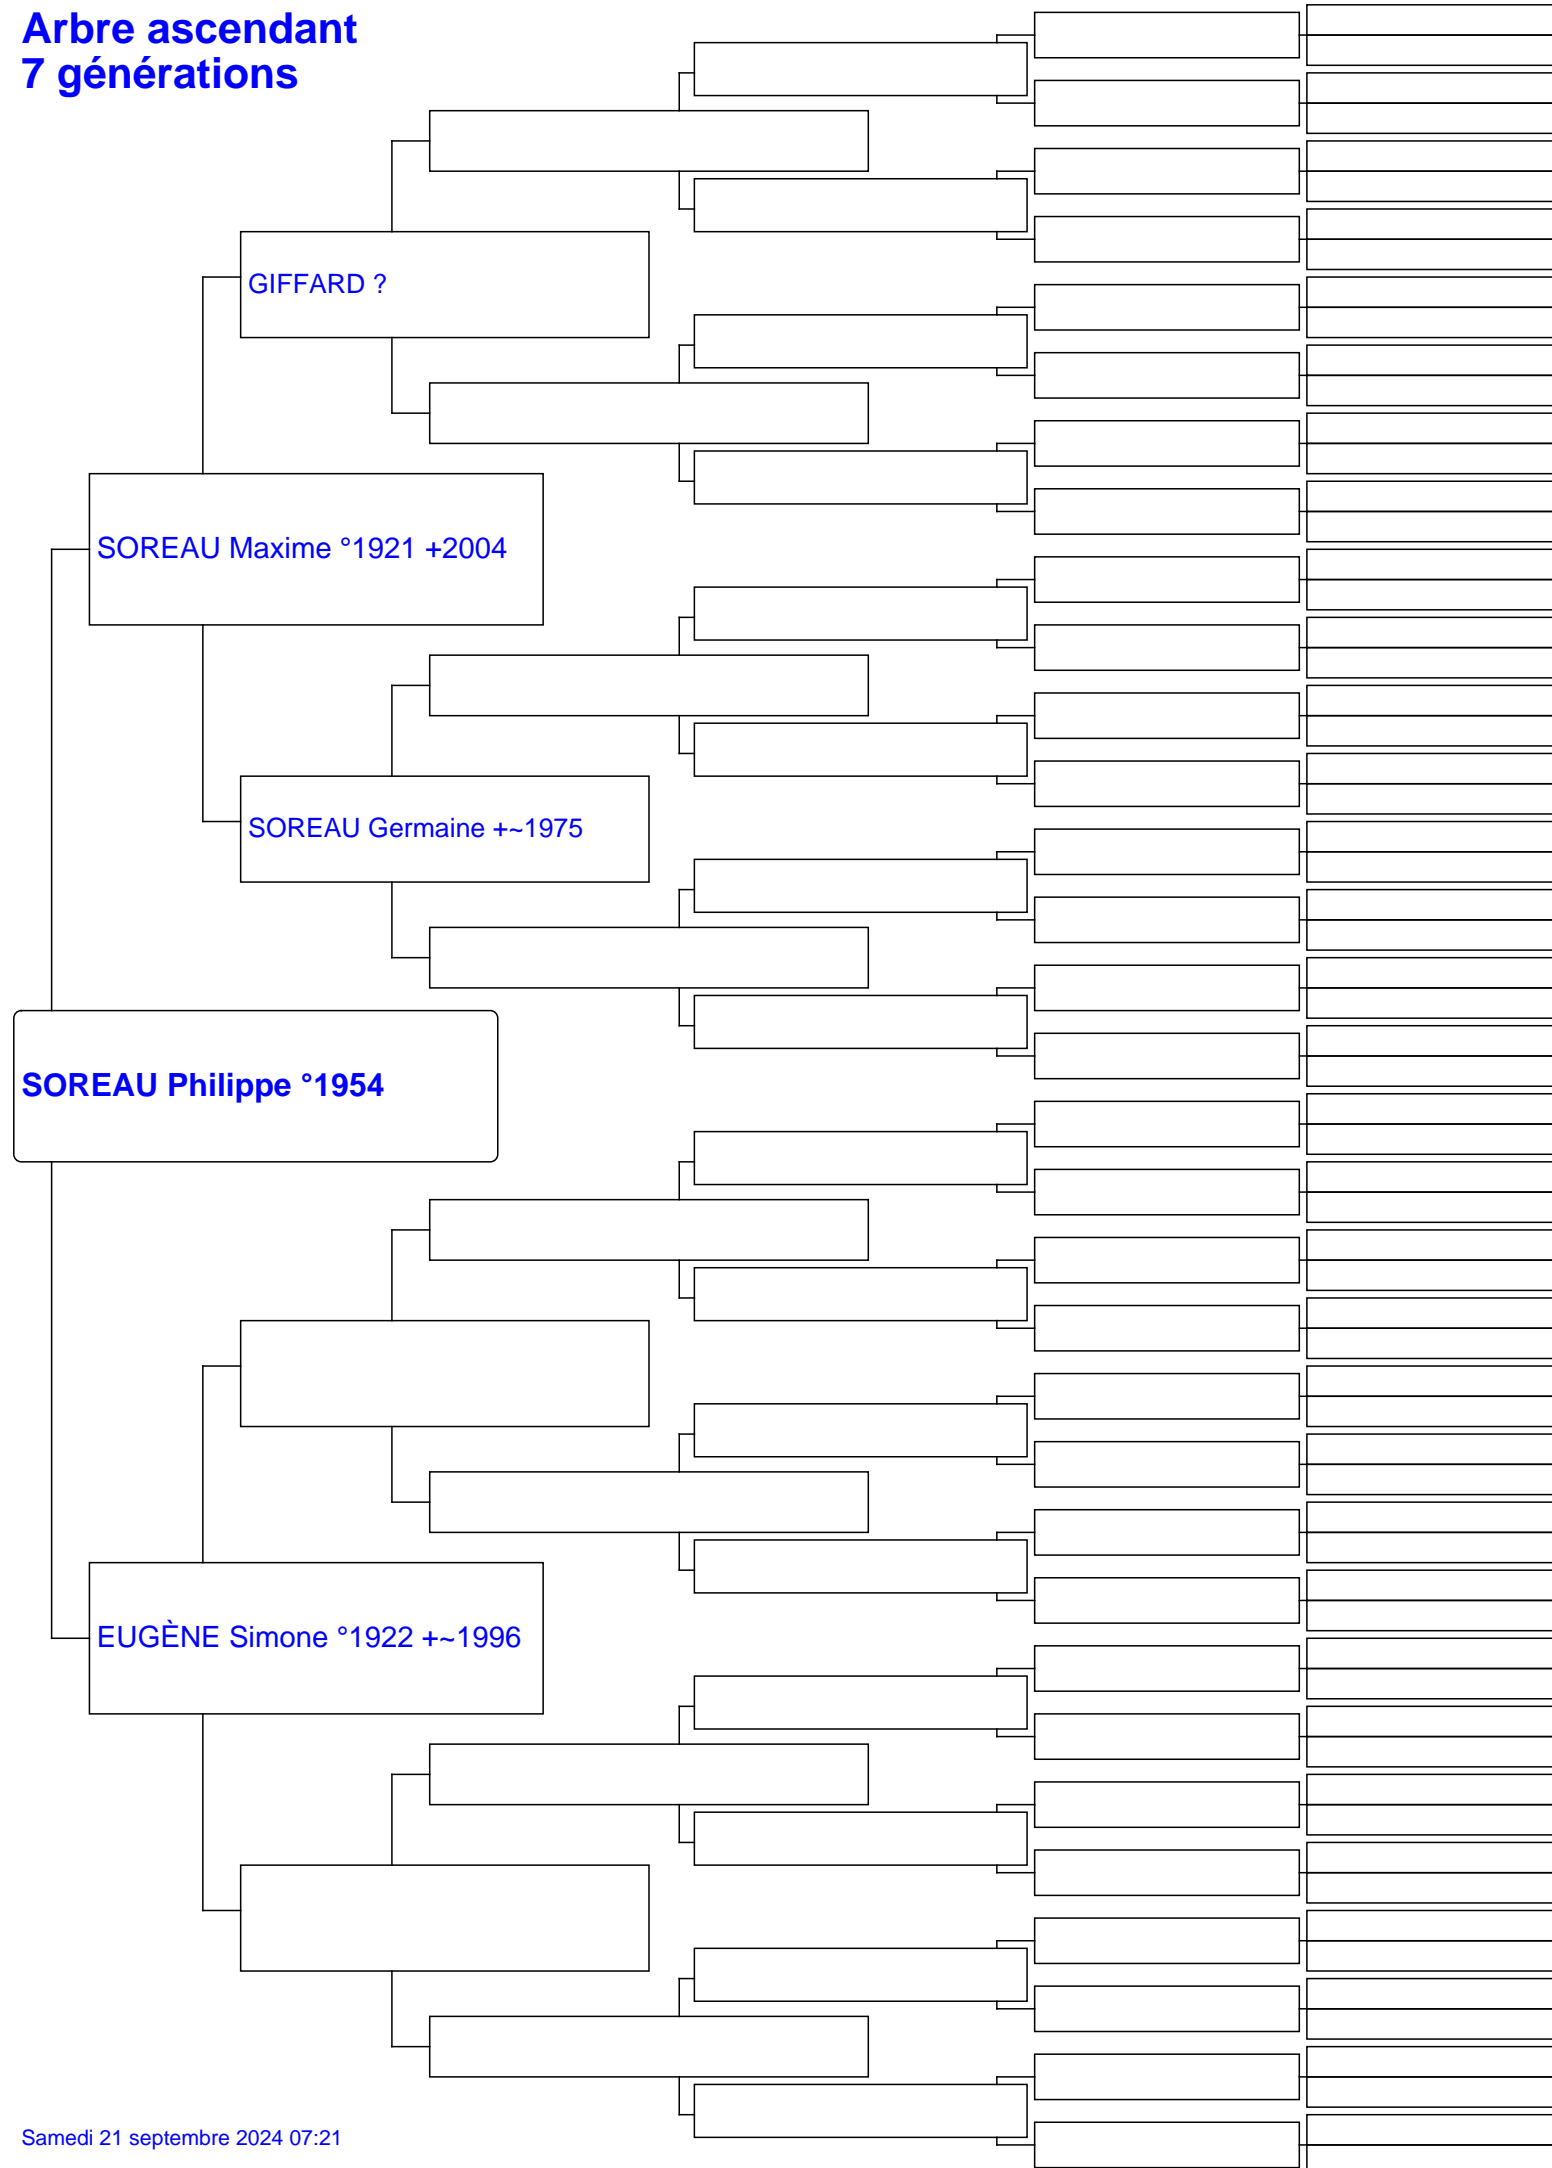 Arbre ascendant
7 générations
GIFFARD ?
SOREAU Maxime °1921 +2004
SOREAU Germaine +~1975
SOREAU Philippe °1954
EUGÈNE Simone °1922 +~1996
Samedi 21 septembre 2024 07:21